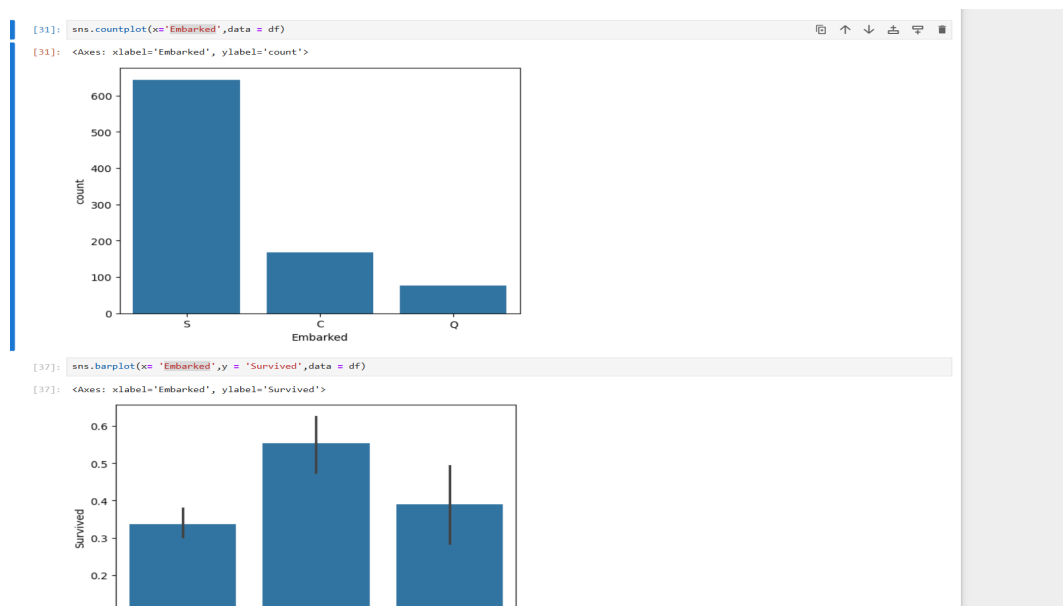 [31]: sns.countplot(x='Embarked',data = df)
[31]: <Axes: xlabel='Embarked', ylabel='count'>
600
500
400
300
200
100
0
count
S C Q
Embarked
[37]: sns.barplot(x= 'Embarked',y = 'Survived',data = df)
[37]: <Axes: xlabel='Embarked', ylabel='Survived'>
0.6
0.5
0.4
0.3
0.2
Survived